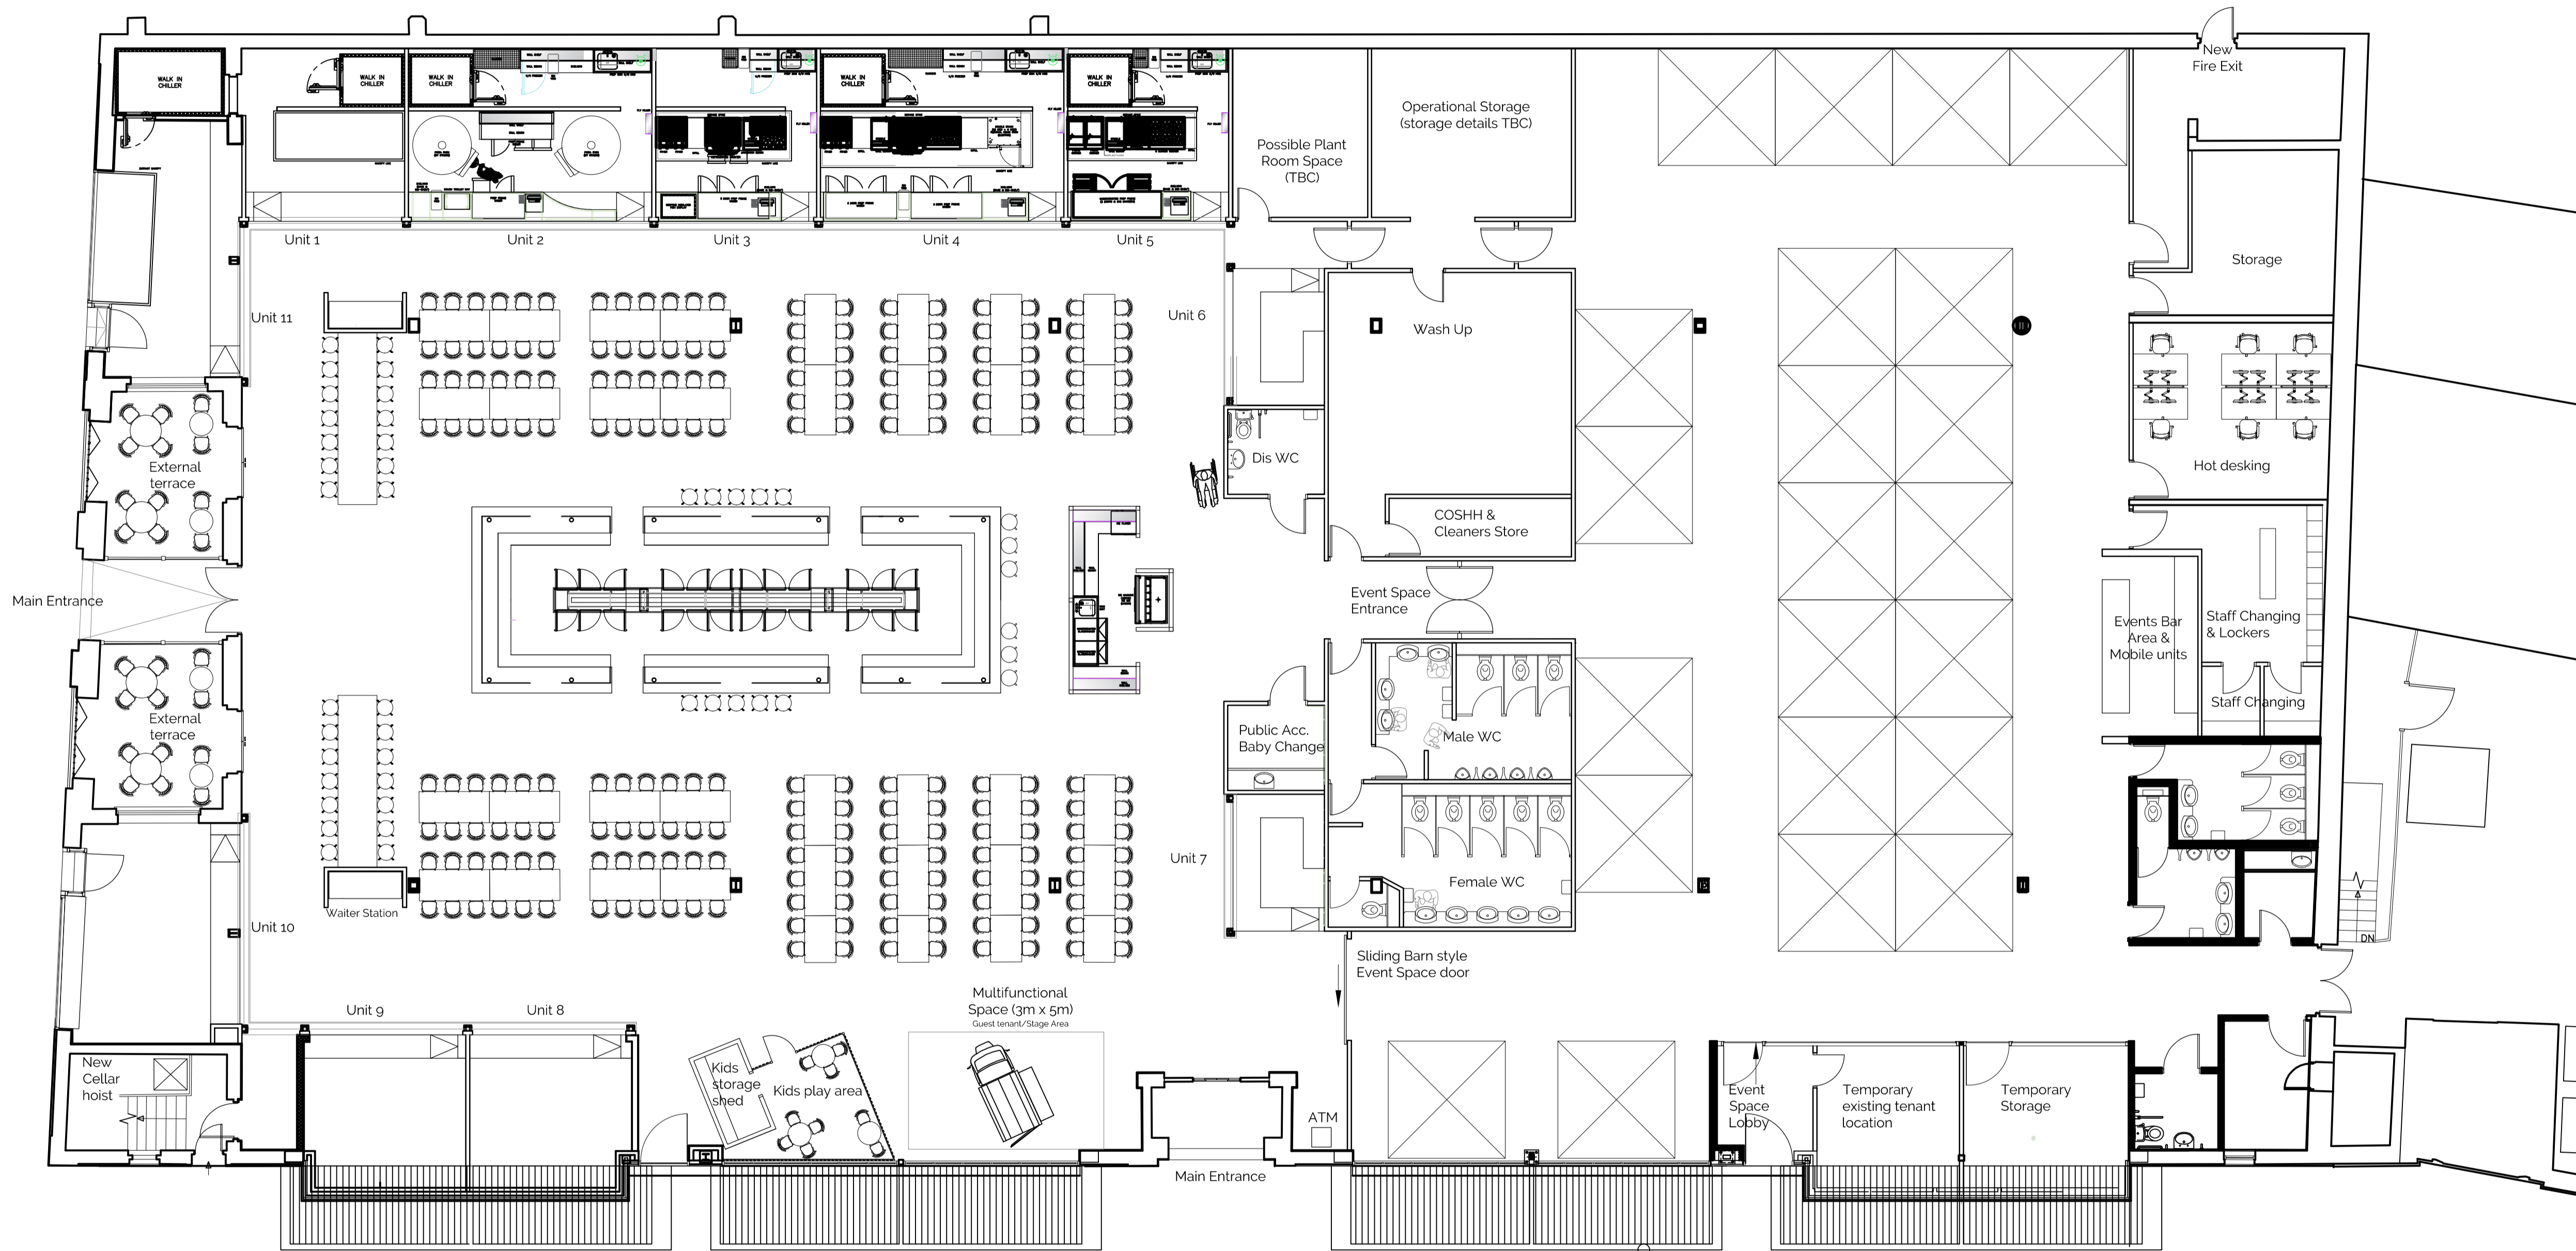 New
Fire Exit
WALK IN
CHILLER
WALK IN
CHILLER
WALK IN
CHILLER
WALK IN
CHILLER
WALK IN
CHILLER
Possible Plant
Room Space
(TBC)
Operational Storage
(storage details TBC)
Unit 1
Unit 2
Unit 3
Unit 4
Unit 5
Storage
Unit 11
Unit 6
Wash Up
External
terrace
Dis WC
Hot desking
COSHH &
Cleaners Store
Main Entrance
Event Space
Entrance
Events Bar
Area &
Mobile units
Staff Changing
& Lockers
Staff Changing
External
terrace
Public Acc.
Baby Change
Male WC
Unit 7
Female WC
Waiter Station
Unit 10
DN
Sliding Barn style
Event Space door
Unit 9
Unit 8
Multifunctional
Space (3m x 5m)
Guest tenant/Stage Area
New
Cellar
hoist
Kids
storage
shed
Kids play area
ATM
Event
Space
Lobby
Temporary
existing tenant
location
Temporary
Storage
Main Entrance